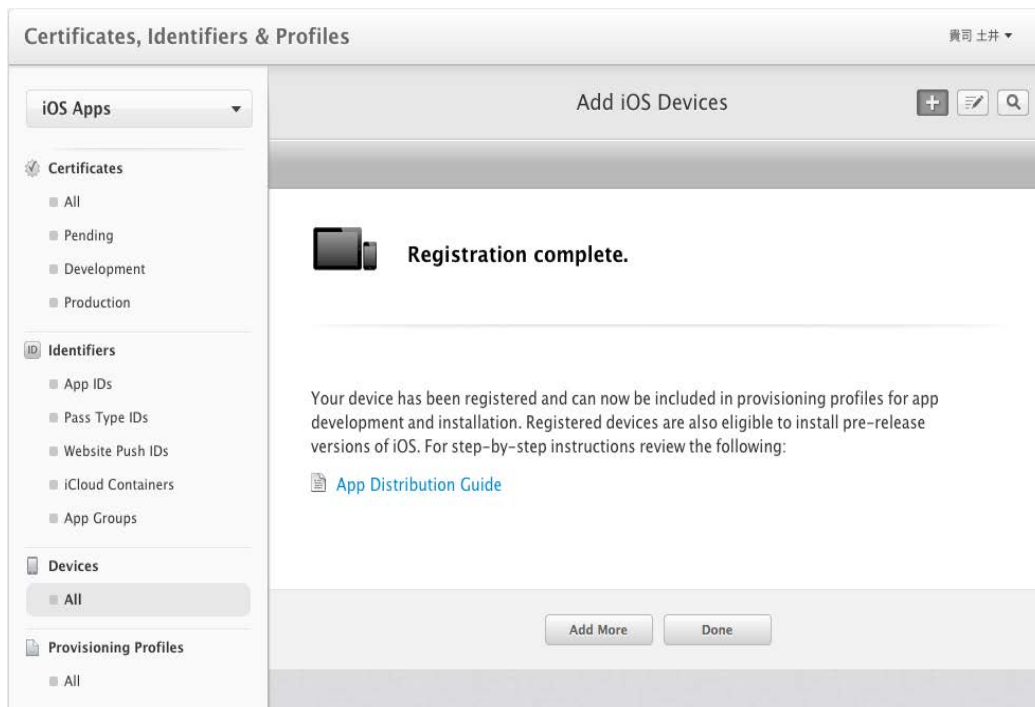 Certificates, Identifiers & Profiles
貴司 土井
iOS Apps
Add iOS Devices
Certificates
All
Pending
Development
Production
Registration complete.
ID Identifiers
App IDs
Pass Type IDs
Website Push IDs
iCloud Containers
App Groups
Your device has been registered and can now be included in provisioning profiles for app
development and installation. Registered devices are also eligible to install pre-release
versions of iOS. For step-by-step instructions review the following:
App Distribution Guide
Devices
All
Add More
Done
Provisioning Profiles
All